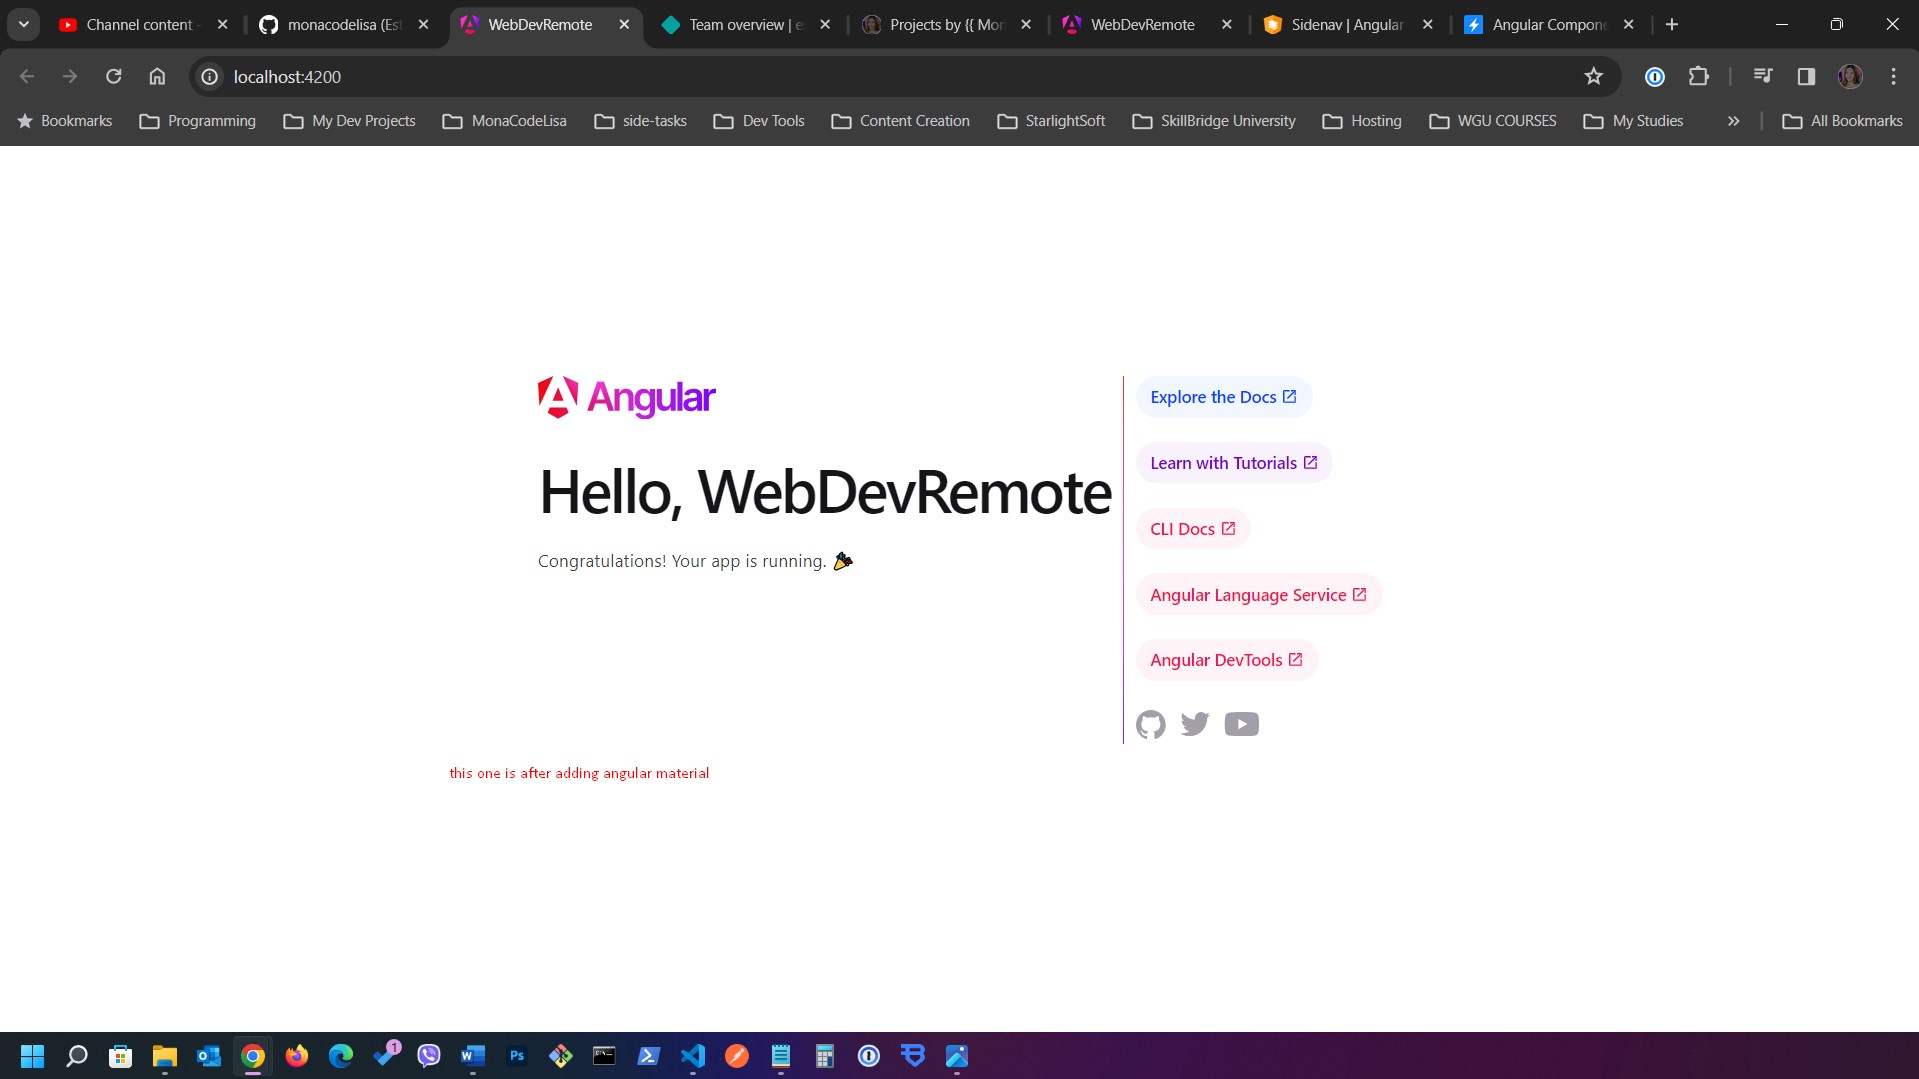 Channel content -
monacodelisa (Est
WebDevRemote
Team overview | e
Projects by {{ Mon
WebDevRemote
Sidenav | Angular
Angular Compone
localhost:4200
Bookmarks
Programming
My Dev Projects
MonaCodeLisa
side-tasks
Dev Tools
Content Creation
StarlightSoft
SkillBridge University
Hosting
WGU COURSES
My Studies
All Bookmarks
Angular
Explore the Docs
Hello, WebDevRemote
Learn with Tutorials
CLI Docs
Congratulations! Your app is running. 🎉
Angular Language Service
Angular DevTools
this one is after adding angular material
1
Ps